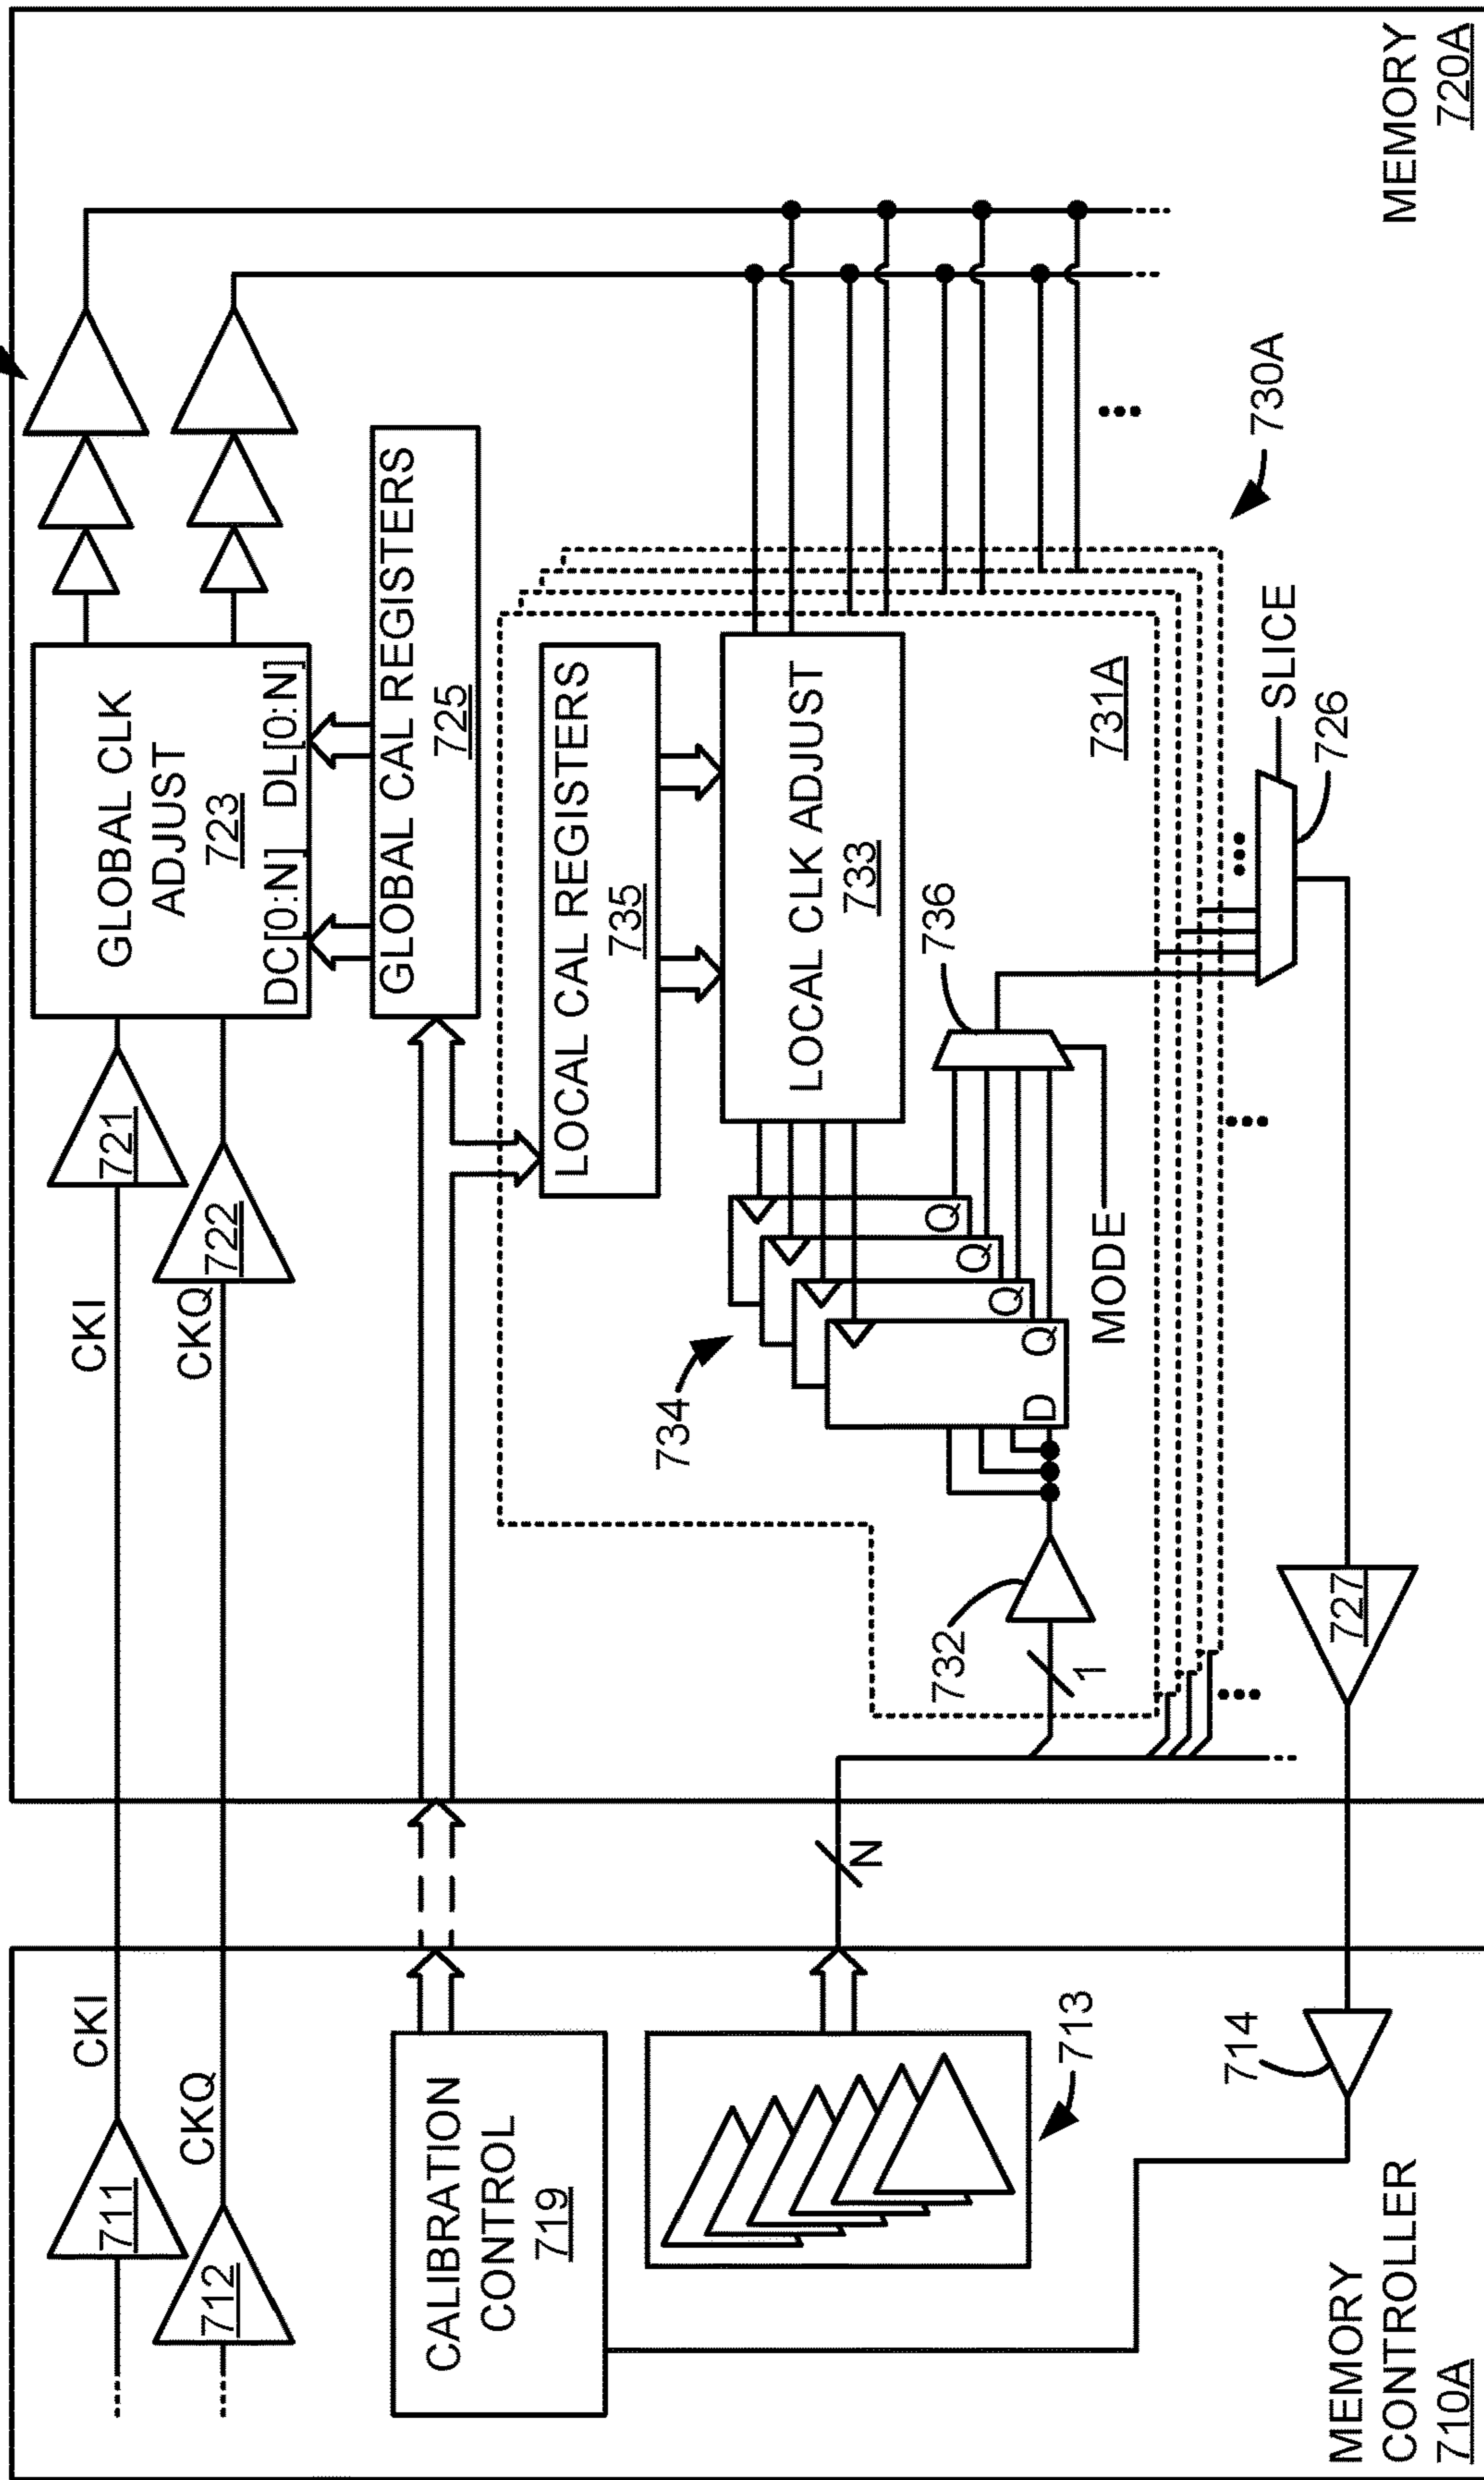 CKI
CKI
711
721
CKQ
CKQ
712
722
GLOBAL CLK
ADJUST
723
DC[0:N] DL[0:N]
GLOBAL CAL REGISTERS
725
CALIBRATION
CONTROL
719
LOCAL CAL REGISTERS
735
734
LOCAL CLK ADJUST
733
Q
Q
Q
D Q
736
MODE
732
1
N
713
731A
730A
SLICE
726
714
727
MEMORY
CONTROLLER
710A
MEMORY
720A